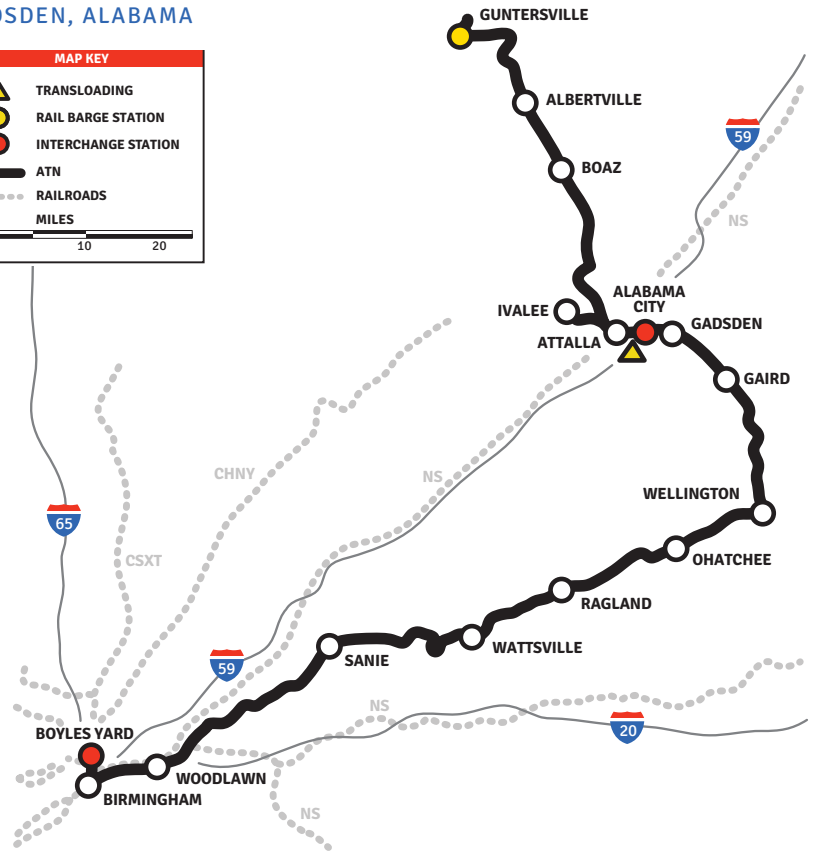 DSDEN, ALABAMA
MAP KEY
TRANSLOADING
RAIL BARGE STATION
INTERCHANGE STATION
ATN
RAILROADS
MILES
10 20
GUNTERSVILLE
ALBERTVILLE
59
BOAZ
NS
ALABAMA
CITY
IVALEE
GADSDEN
ATTALLA
GAIRD
CHNY
NS
WELLINGTON
65
CSXT
OHATCHEE
RAGLAND
WATTSVILLE
SANIE
59
NS
20
BOYLES YARD
WOODLAWN
BIRMINGHAM
NS